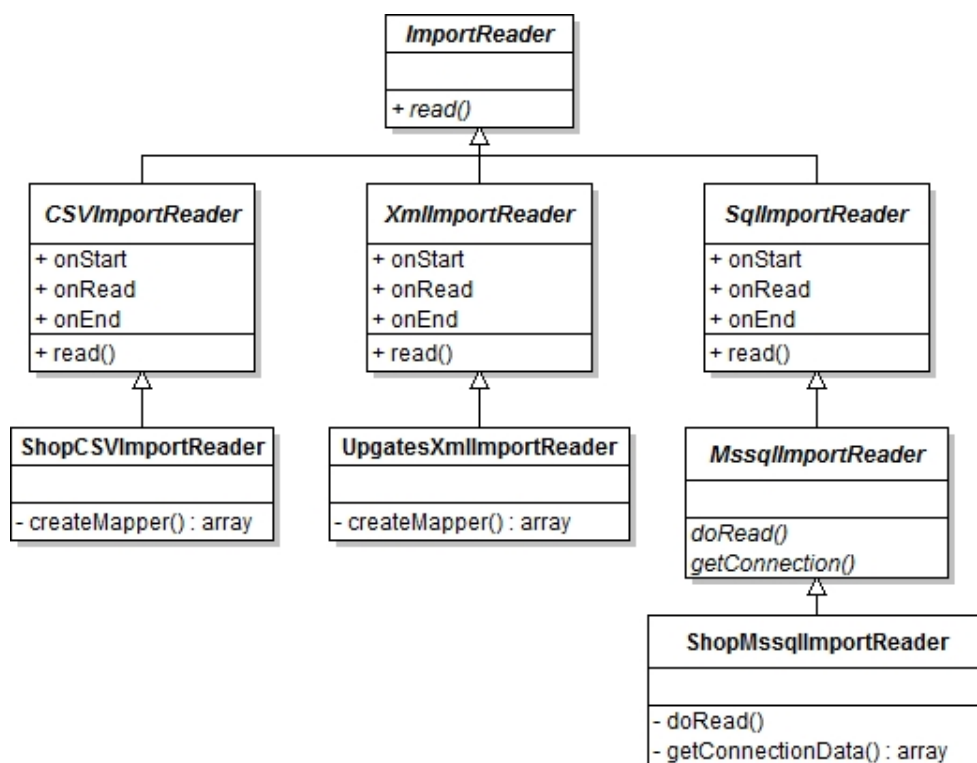 ImportReader
+ read()
CSVImportReader
+ onStart
+ onRead
+ onEnd
+ read()
XmlImportReader
+ onStart
+ onRead
+ onEnd
+ read()
SqlImportReader
+ onStart
+ onRead
+ onEnd
+ read()
ShopCSVImportReader
- createMapper() : array
UpgatesXmlImportReader
- createMapper() : array
MssqlImportReader
doRead()
getConnection()
ShopMssqlImportReader
- doRead()
- getConnectionData() : array